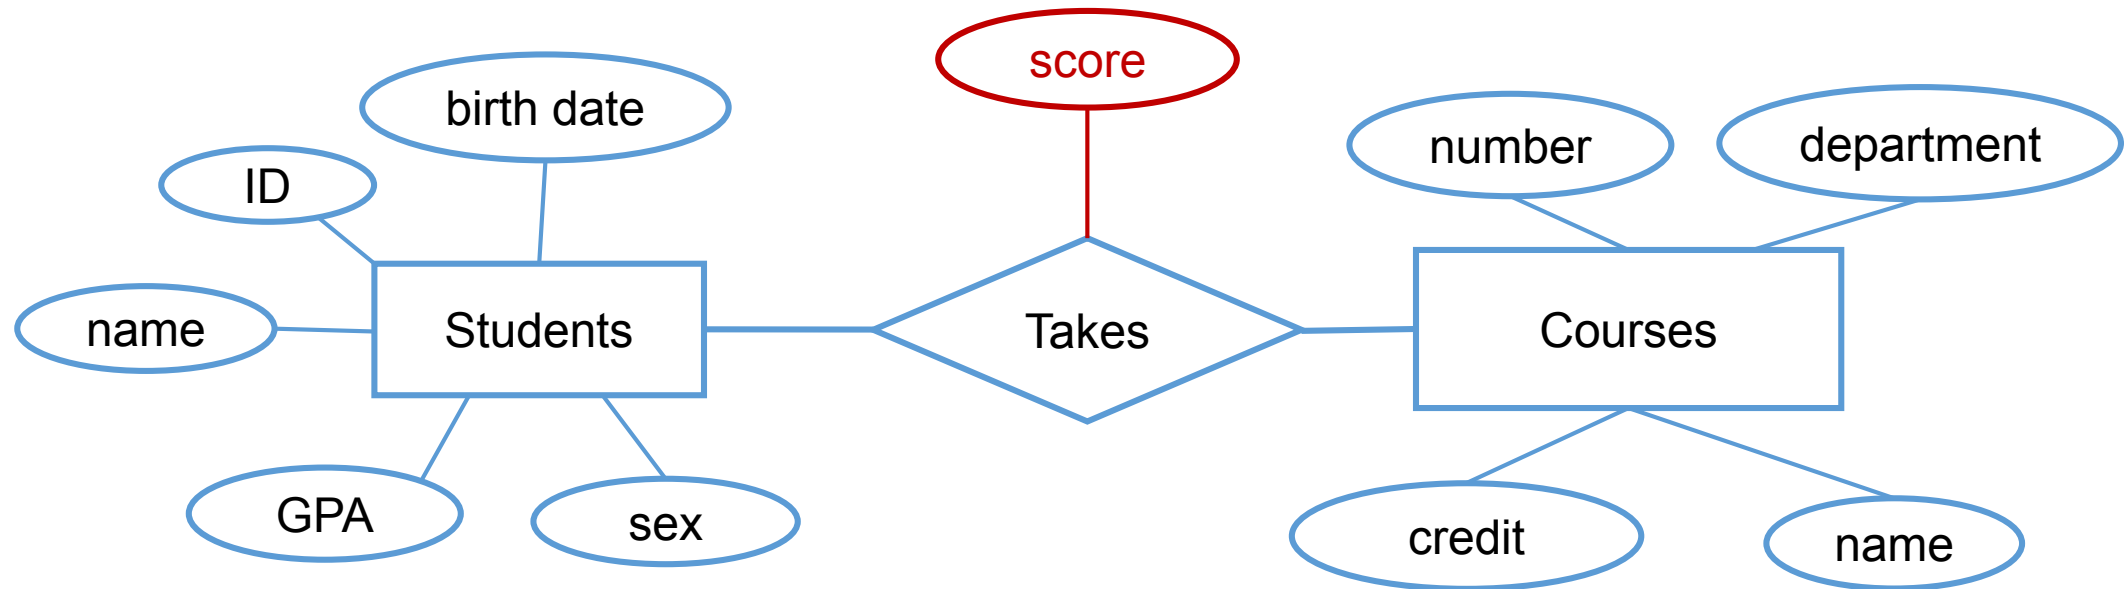 score
birth date
number
department
ID
name
Students
Takes
Courses
GPA
sex
credit
name